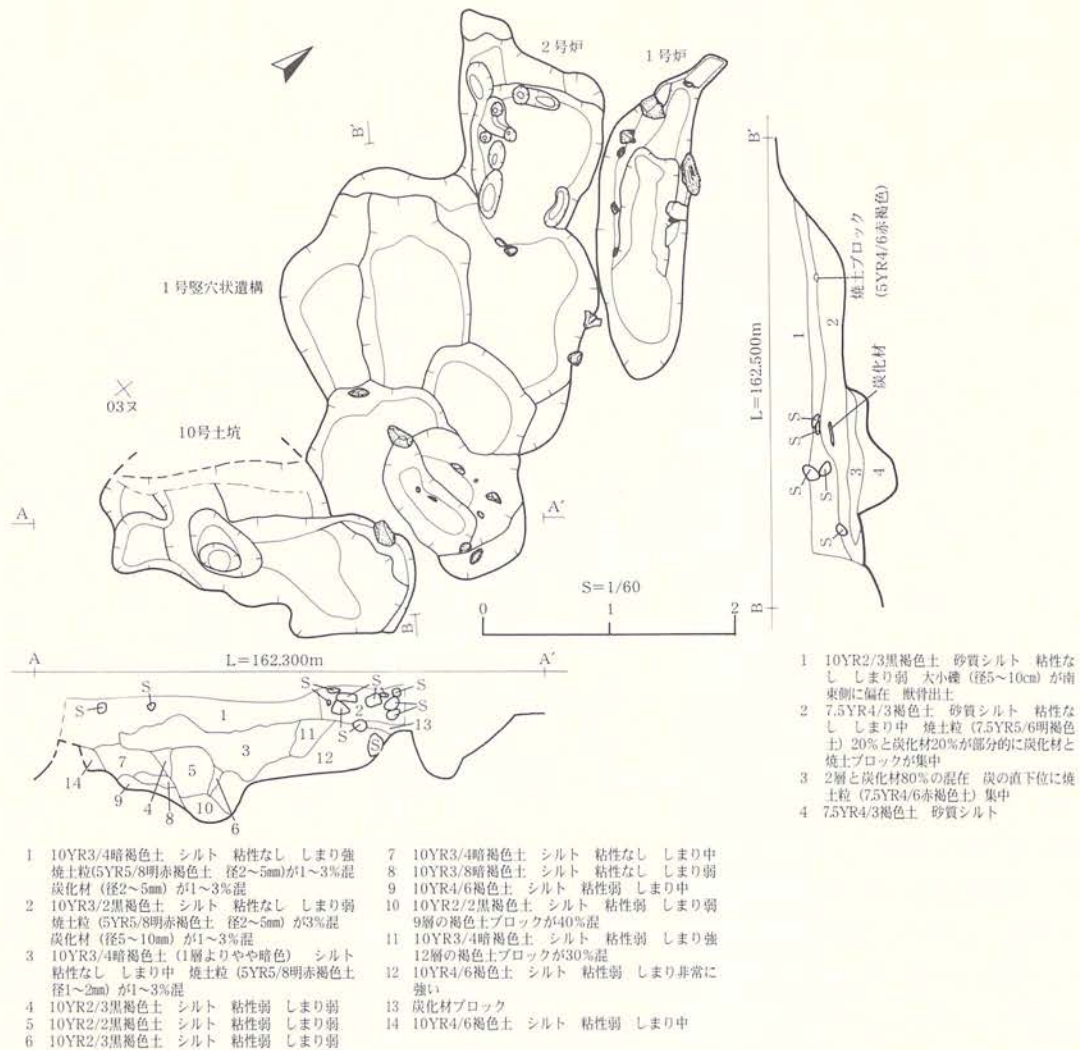 2号炉
1号炉
B'
B'
1号竪穴状遺構
焼土ブロック
(5YR4/6赤褐色)
1
2
L=162.500m
炭化材
S
S
3
4
S
S
S
B
03ヌ
10号土坑
A
A'
B
S=1/60
0 1 2
A L=162.300m A'
S S S S S S S
1 2
13
11
3 12
S
7 5
14
9 4 8 10 6
1 10YR2/3黒褐色土 砂質シルト 粘性な
し しまり弱 大小礫 (径5~10cm) が南
東側に偏在 獣骨出土
2 7.5YR4/3褐色土 砂質シルト 粘性な
し しまり中 焼土粒 (7.5YR5/6明褐色
土) 20%と炭化材20%が部分的に炭化材と
焼土ブロックが集中
3 2層と炭化材80%の混在 炭の直下位に焼
土粒 (7.5YR4/6赤褐色土) 集中
4 7.5YR4/3褐色土 砂質シルト
1 10YR3/4暗褐色土 シルト 粘性なし しまり強
焼土粒(5YR5/8明赤褐色土 径2~5mm)が1~3%混
炭化材 (径2~5mm) が1~3%混
2 10YR3/2黒褐色土 シルト 粘性なし しまり弱
焼土粒 (5YR5/8明赤褐色土 径2~5mm) が3%混
炭化材 (径5~10mm) が1~3%混
3 10YR3/4暗褐色土 (1層よりやや暗色) シルト
粘性なし しまり中 焼土粒 (5YR5/8明赤褐色土
径1~2mm) が1~3%混
4 10YR2/3黒褐色土 シルト 粘性弱 しまり弱
5 10YR2/2黒褐色土 シルト 粘性弱 しまり弱
6 10YR2/3黒褐色土 シルト 粘性弱 しまり弱
7 10YR3/4暗褐色土 シルト 粘性なし しまり中
8 10YR3/8暗褐色土 シルト 粘性なし しまり弱
9 10YR4/6褐色土 シルト 粘性弱 しまり中
10 10YR2/2黒褐色土 シルト 粘性弱 しまり弱
9層の褐色土ブロックが40%混
11 10YR3/4暗褐色土 シルト 粘性弱 しまり強
12層の褐色土ブロックが30%混
12 10YR4/6褐色土 シルト 粘性弱 しまり非常に
強い
13 炭化材ブロック
14 10YR4/6褐色土 シルト 粘性弱 しまり中